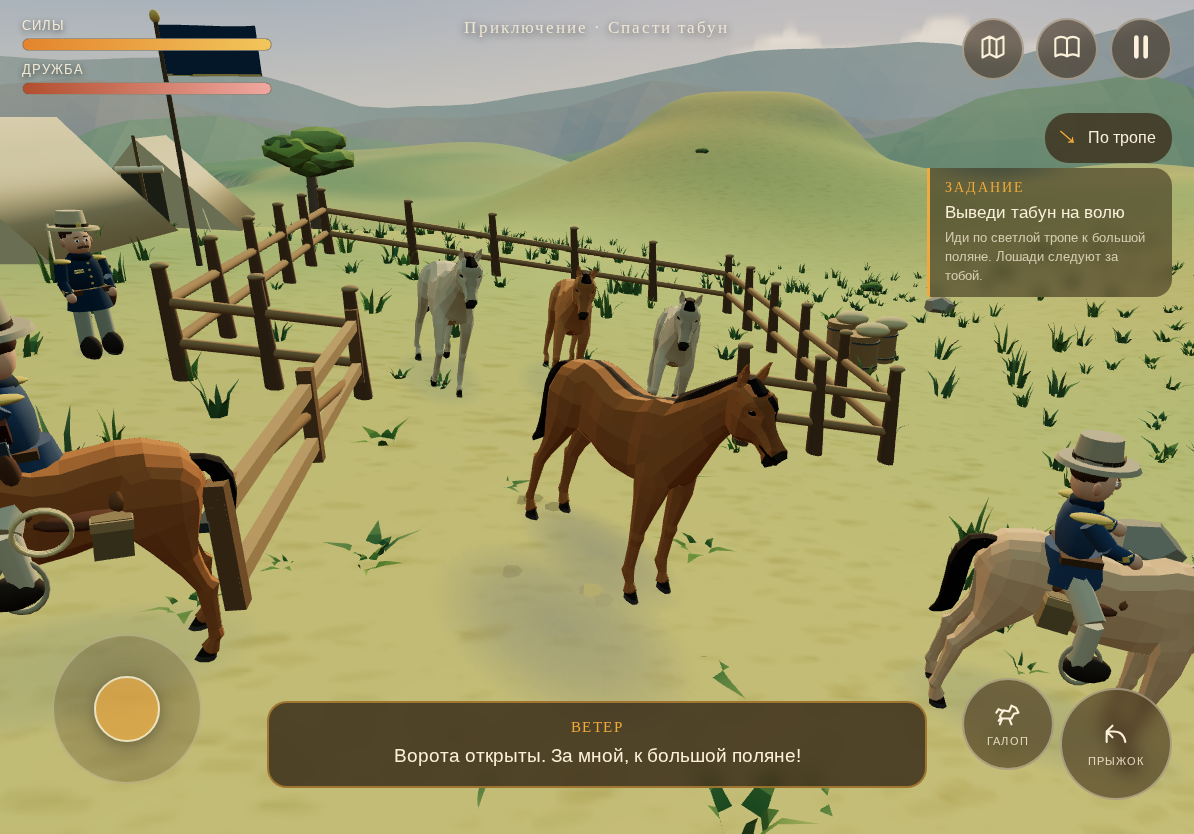 СИЛЫ
ДРУЖБА
Приключение · Спасти табун
По тропе
ЗАДАНИЕ
Выведи табун на волю
Иди по светлой тропе к большой
поляне. Лошади следуют за
тобой.
ВЕТЕР
Ворота открыты. За мной, к большой поляне!
ГАЛОП
ПРЫЖОК